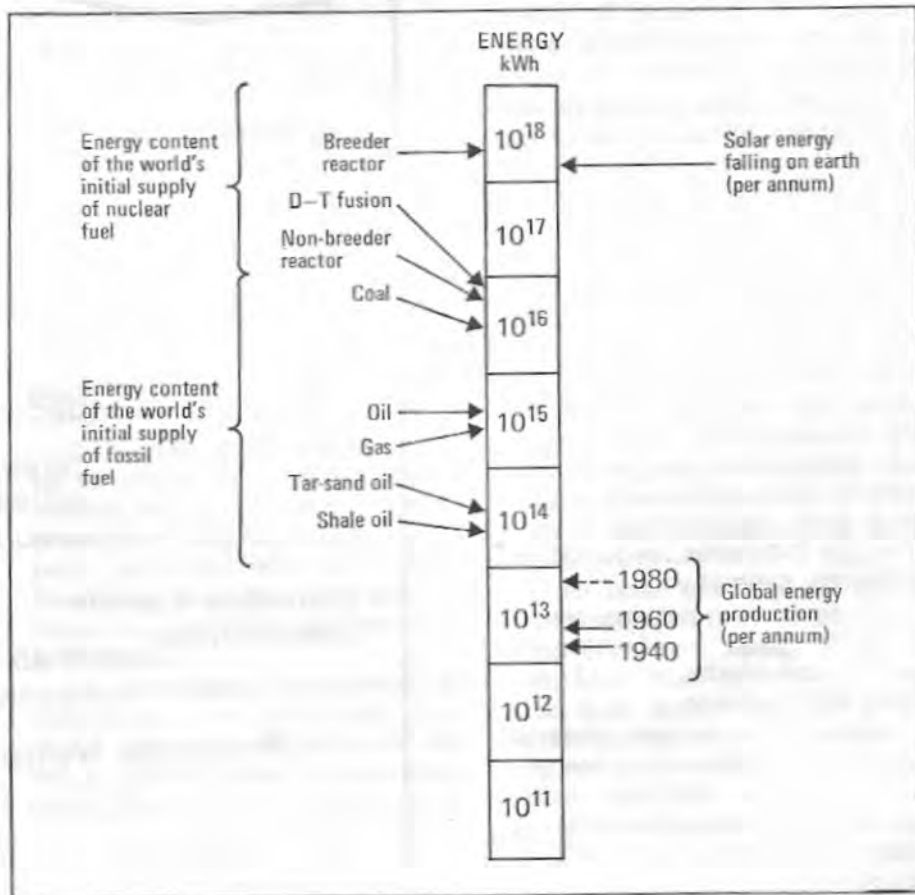 ENERGY
kWh
Energy content
of the world's
initial supply
of nuclear
fuel
Breeder
reactor
D–T fusion
Non-breeder
reactor
Coal
Energy content
of the world's
initial supply
of fossil
fuel
Oil
Gas
Tar-sand oil
Shale oil
10¹⁸
10¹⁷
10¹⁶
10¹⁵
10¹⁴
10¹³
10¹²
10¹¹
Solar energy
falling on earth
(per annum)
1980
1960
1940
Global energy
production
(per annum)